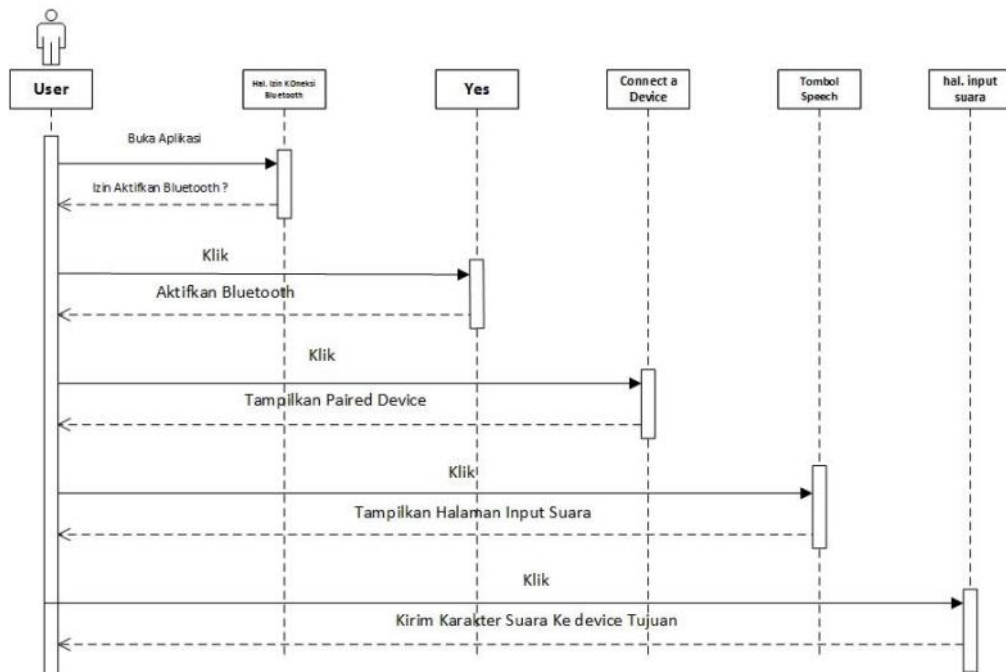 User
Hal. Izin KOneksi
Bluetooth
Yes
Connect a
Device
Tombol
Speech
hal. input
suara
Buka Aplikasi
Izin Aktifkan Bluetooth ?
Klik
Aktifkan Bluetooth
Klik
Tampilkan Paired Device
Klik
Tampilkan Halaman Input Suara
Klik
Kirim Karakter Suara Ke device Tujuan